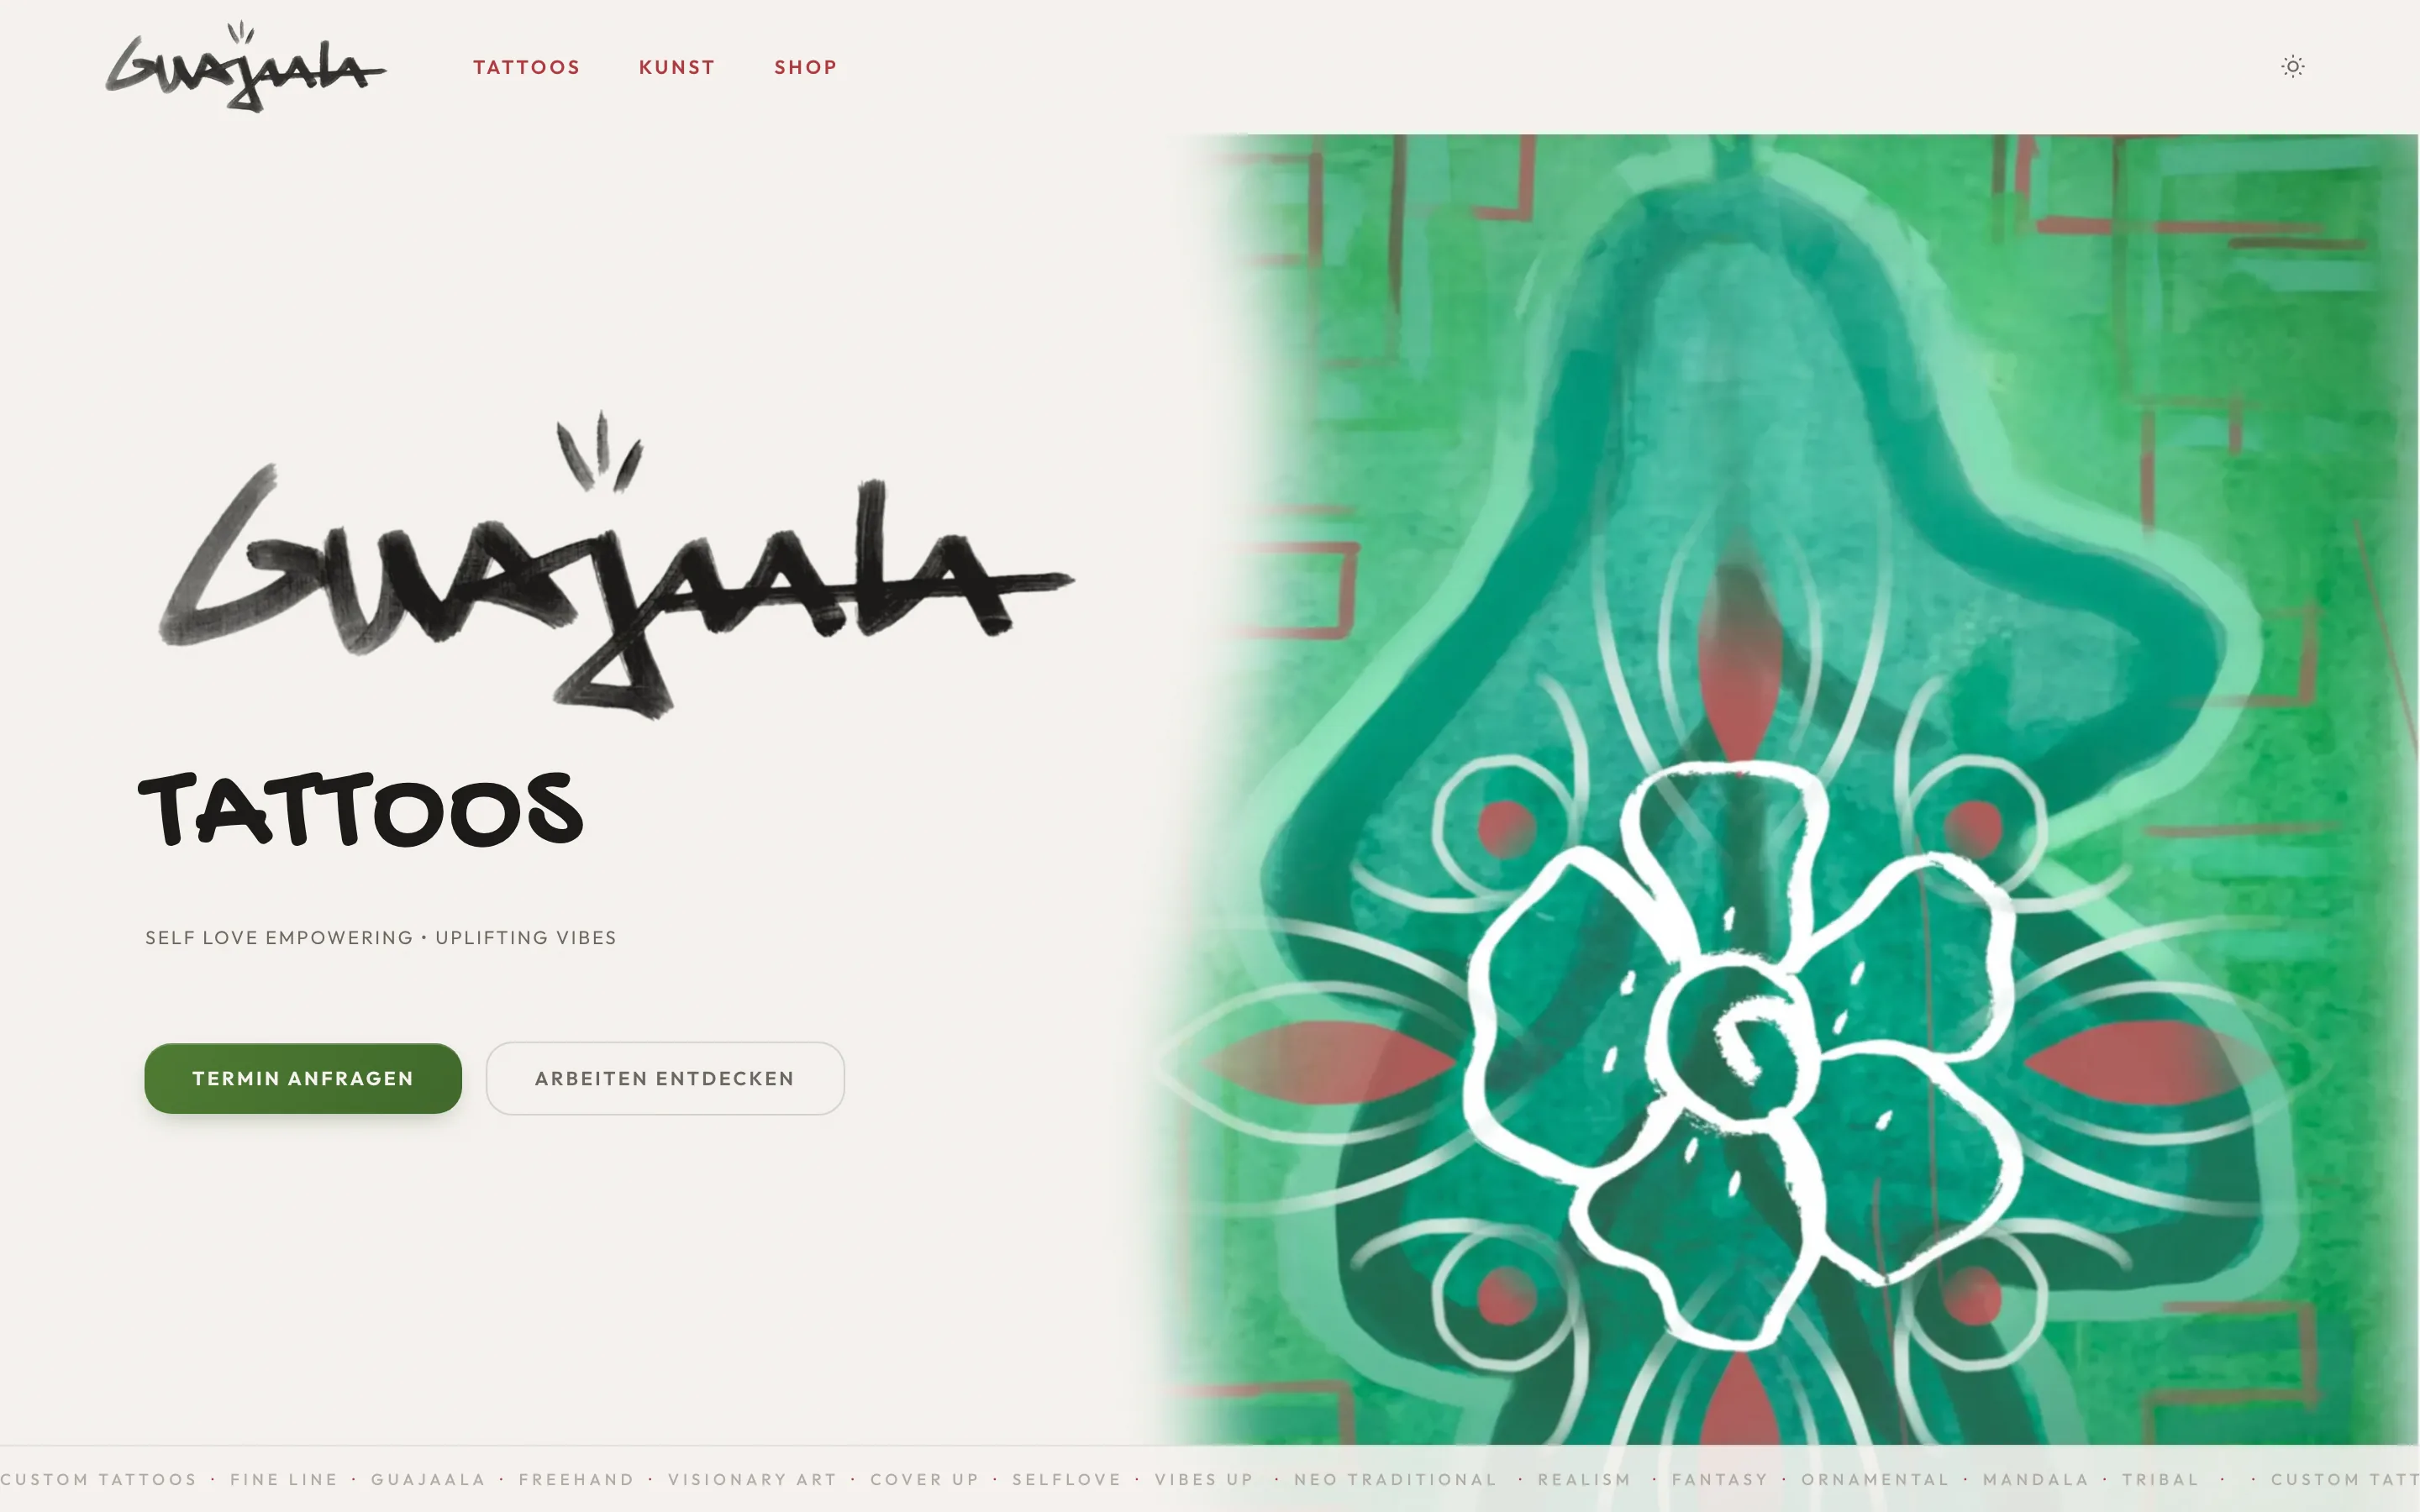 Guajaala
TATTOOS KUNST SHOP
Guajaala
TATTOOS
SELF LOVE EMPOWERING • UPLIFTING VIBES
TERMIN ANFRAGEN
ARBEITEN ENTDECKEN
CUSTOM TATTOOS · FINE LINE · GUAJAALA · FREEHAND · VISIONARY ART · COVER UP · SELFLOVE · VIBES UP · NEO TRADITIONAL · REALISM · FANTASY · ORNAMENTAL · MANDALA · TRIBAL · · CUSTOM TATT